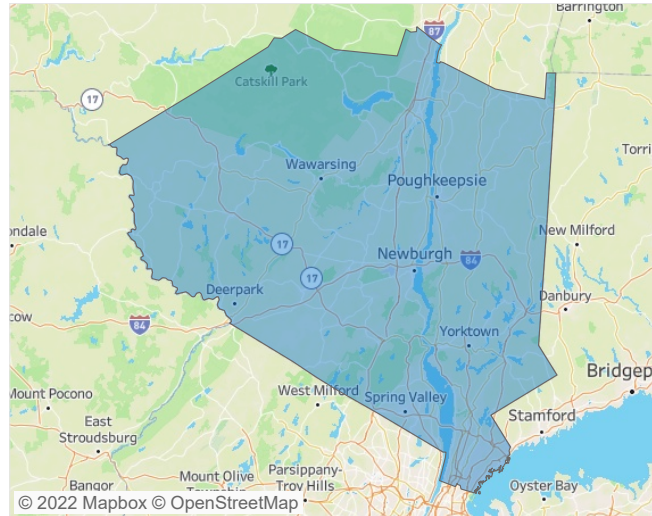 Barrington
87
Catskill Park
17
Torri
Wawarsing
Poughkeepsie
ondale
17
New Milford
Newburgh
84
17
Deerpark
Danbury
cow
84
Yorktown
Bridgep
Mount Pocono
West Milford
Spring Valley
East
Stroudsburg
Stamford
Mount Olive
Township
Parsippany-
Troy Hills
Bangor
Oyster Bay
© 2022 Mapbox © OpenStreetMap